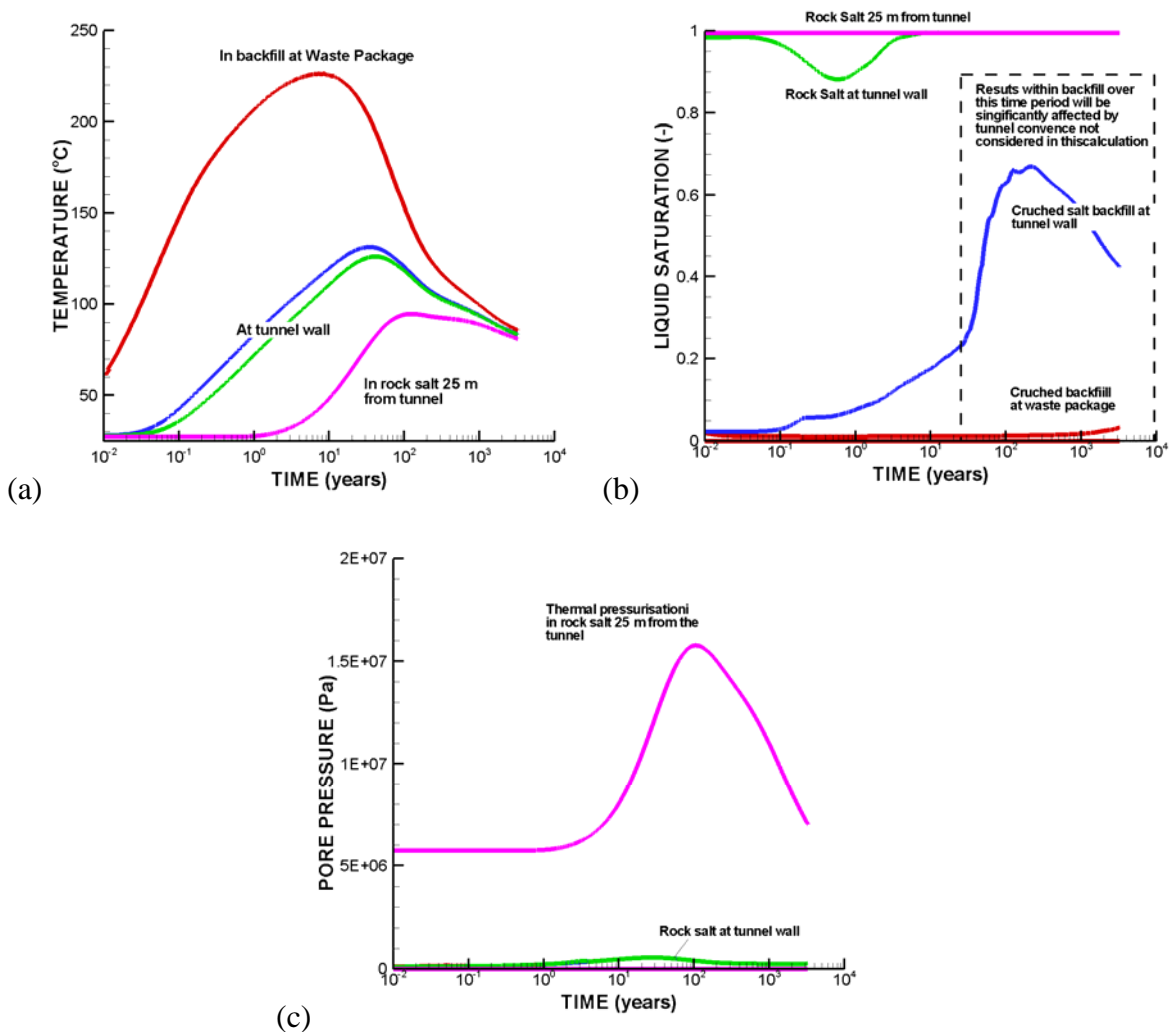 250
In backfill at Waste Package
200
150
100
50
TEMPERATURE (°C)
At tunnel wall
In rock salt 25 m
from tunnel
10-2 10-1 100 101 102 103 104
TIME (years)
(a)
Rock Salt 25 m from tunnel
1
0.8
0.6
0.4
0.2
0
LIQUID SATURATION (-)
Rock Salt at tunnel wall
Resuts within backfill over
this time period will be
singificantly affected by
tunnel convence not
considered in thiscalculation
Cruched salt backfill at
tunnel wall
Cruched backfiill
at waste package
10-2 10-1 100 101 102 103 104
TIME (years)
(b)
2E+07
1.5E+07
1E+07
5E+06
0
PORE PRESSURE (Pa)
Thermal pressurisationi
in rock salt 25 m from the
tunnel
Rock salt at tunnel wall
10-2 10-1 100 101 102 103 104
TIME (years)
(c)